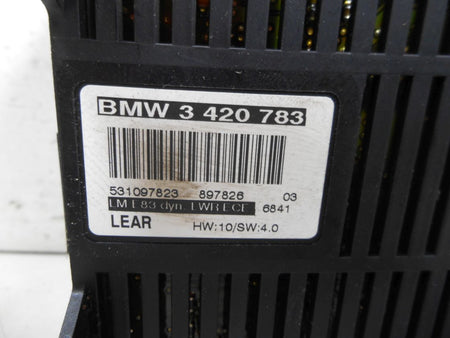 BMW 3 420 783
531097823 897826 03
LM E83 dyn. LWR ECE 6841
LEAR HW:10/SW:4.0